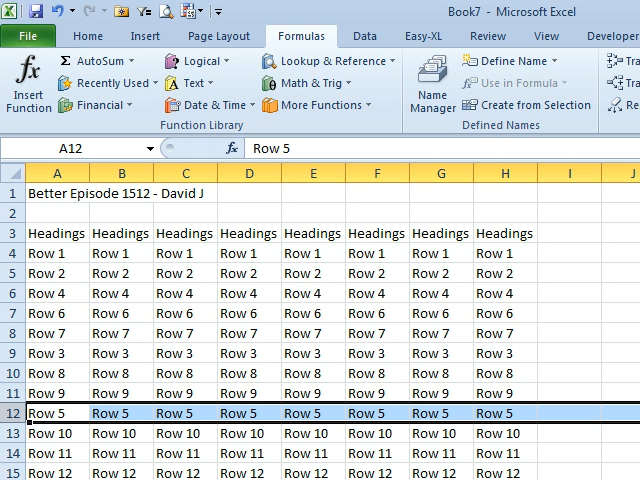 Book7 - Microsoft Excel
File Home Insert Page Layout Formulas Data Easy-XL Review View Developer
AutoSum Logical Lookup & Reference Define Name Tra
Insert Function Recently Used Text Math & Trig Name Manager Use in Formula Tra
Financial Date & Time More Functions Create from Selection Re
Function Library Defined Names
A12 fx Row 5
A B C D E F G H I J
1 Better Episode 1512 - David J
2
3 Headings Headings Headings Headings Headings Headings Headings Headings
4 Row 1 Row 1 Row 1 Row 1 Row 1 Row 1 Row 1 Row 1
5 Row 2 Row 2 Row 2 Row 2 Row 2 Row 2 Row 2 Row 2
6 Row 4 Row 4 Row 4 Row 4 Row 4 Row 4 Row 4 Row 4
7 Row 6 Row 6 Row 6 Row 6 Row 6 Row 6 Row 6 Row 6
8 Row 7 Row 7 Row 7 Row 7 Row 7 Row 7 Row 7 Row 7
9 Row 3 Row 3 Row 3 Row 3 Row 3 Row 3 Row 3 Row 3
10 Row 8 Row 8 Row 8 Row 8 Row 8 Row 8 Row 8 Row 8
11 Row 9 Row 9 Row 9 Row 9 Row 9 Row 9 Row 9 Row 9
12 Row 5 Row 5 Row 5 Row 5 Row 5 Row 5 Row 5 Row 5
13 Row 10 Row 10 Row 10 Row 10 Row 10 Row 10 Row 10 Row 10
14 Row 11 Row 11 Row 11 Row 11 Row 11 Row 11 Row 11 Row 11
15 Row 12 Row 12 Row 12 Row 12 Row 12 Row 12 Row 12 Row 12